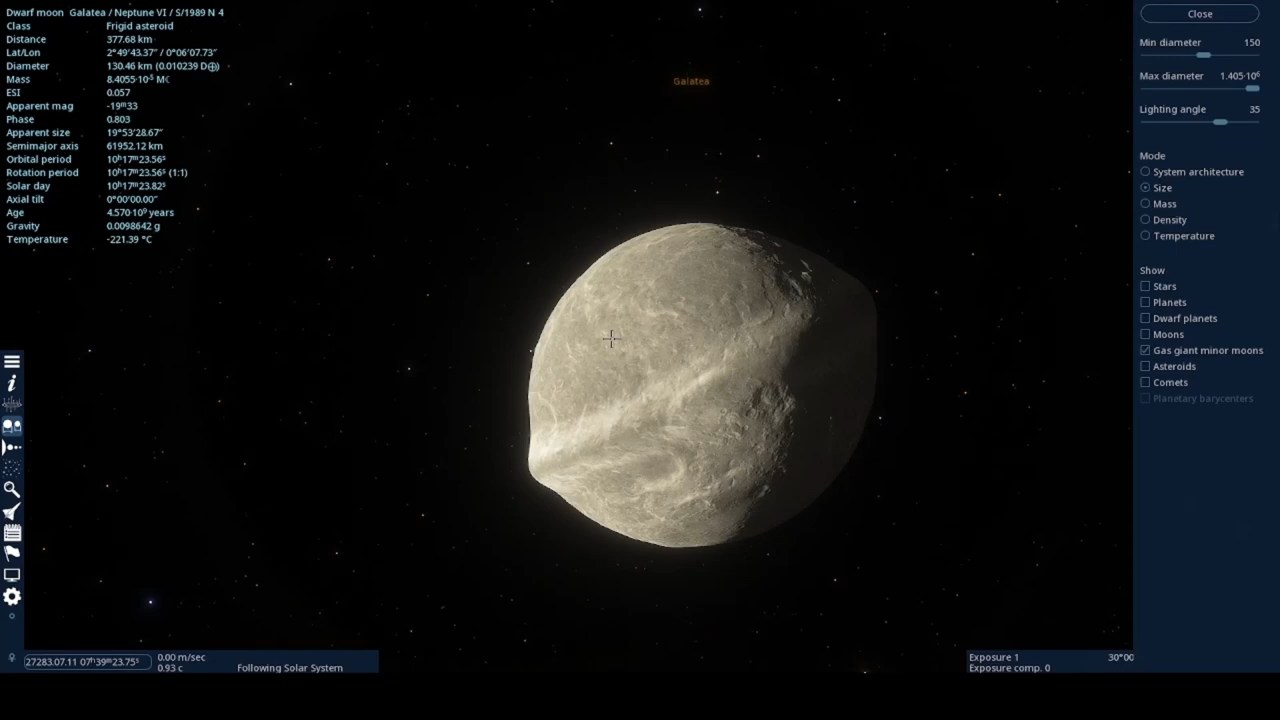 Dwarf moon Galatea / Neptune VI / S/1989 N 4
Class Frigid asteroid
Distance 377.68 km
Lat/Lon 2°49′43.37″ / 0°06′07.73″
Diameter 130.46 km (0.010239 D⊕)
Mass 8.4055·10⁻⁵ M☾
ESI 0.057
Apparent mag -19ᵐ33
Phase 0.803
Apparent size 19°53′28.67″
Semimajor axis 61952.12 km
Orbital period 10ʰ17ᵐ23.56ˢ
Rotation period 10ʰ17ᵐ23.56ˢ (1:1)
Solar day 10ʰ17ᵐ23.82ˢ
Axial tilt 0°00′00.00″
Age 4.570·10⁹ years
Gravity 0.0098642 g
Temperature -221.39 °C
Galatea
Close
Min diameter 150
Max diameter 1.405·10⁶
Lighting angle 35
Mode
System architecture
Size
Mass
Density
Temperature
Show
Stars
Planets
Dwarf planets
Moons
Gas giant minor moons
Asteroids
Comets
Planetary barycenters
27283.07.11 07ʰ39ᵐ23.75ˢ
0.00 m/sec
0.93 c
Following Solar System
Exposure 1 30°00
Exposure comp. 0